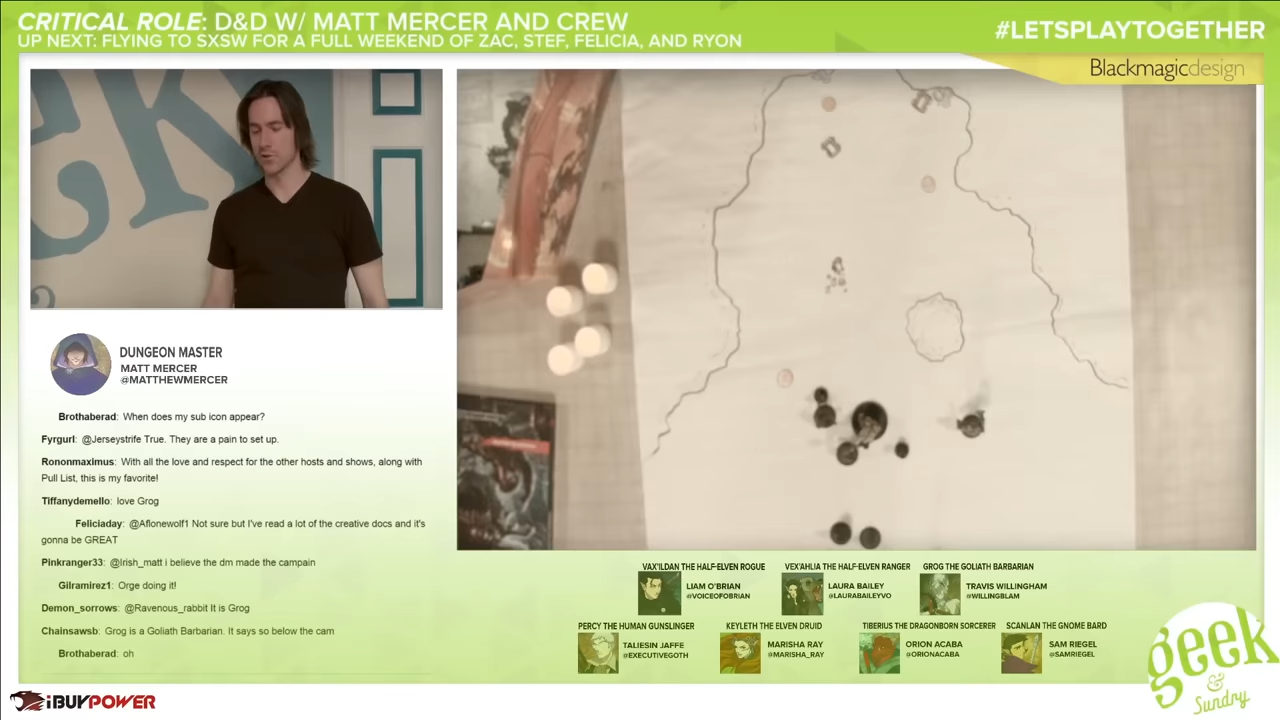 CRITICAL ROLE: D&D W/ MATT MERCER AND CREW
UP NEXT: FLYING TO SXSW FOR A FULL WEEKEND OF ZAC, STEF, FELICIA, AND RYON
#LETSPLAYTOGETHER
Blackmagicdesign
DUNGEON MASTER
MATT MERCER
@MATTHEWMERCER
Brothaberad: When does my sub icon appear?
Fyrgurl: @Jerseystrife True. They are a pain to set up.
Rononmaximus: With all the love and respect for the other hosts and shows, along with
Pull List, this is my favorite!
Tiffanydemello: love Grog
Feliciaday: @Aflonewolf1 Not sure but I've read a lot of the creative docs and it's
gonna be GREAT
Pinkranger33: @Irish_matt i believe the dm made the campain
Gilramirez1: Orge doing it!
Demon_sorrows: @Ravenous_rabbit It is Grog
Chainsawsb: Grog is a Goliath Barbarian. It says so below the cam
Brothaberad: oh
VAX'ILDAN THE HALF-ELVEN ROGUE
LIAM O'BRIAN
@VOICEOFOBRIAN
VEX'AHLIA THE HALF-ELVEN RANGER
LAURA BAILEY
@LAURABAILEYVO
GROG THE GOLIATH BARBARIAN
TRAVIS WILLINGHAM
@WILLINGBLAM
PERCY THE HUMAN GUNSLINGER
TALIESIN JAFFE
@EXECUTIVEGOTH
KEYLETH THE ELVEN DRUID
MARISHA RAY
@MARISHA_RAY
TIBERIUS THE DRAGONBORN SORCERER
ORION ACABA
@ORIONACABA
SCANLAN THE GNOME BARD
SAM RIEGEL
@SAMRIEGEL
geek
&
Sundry
iBUYPOWER